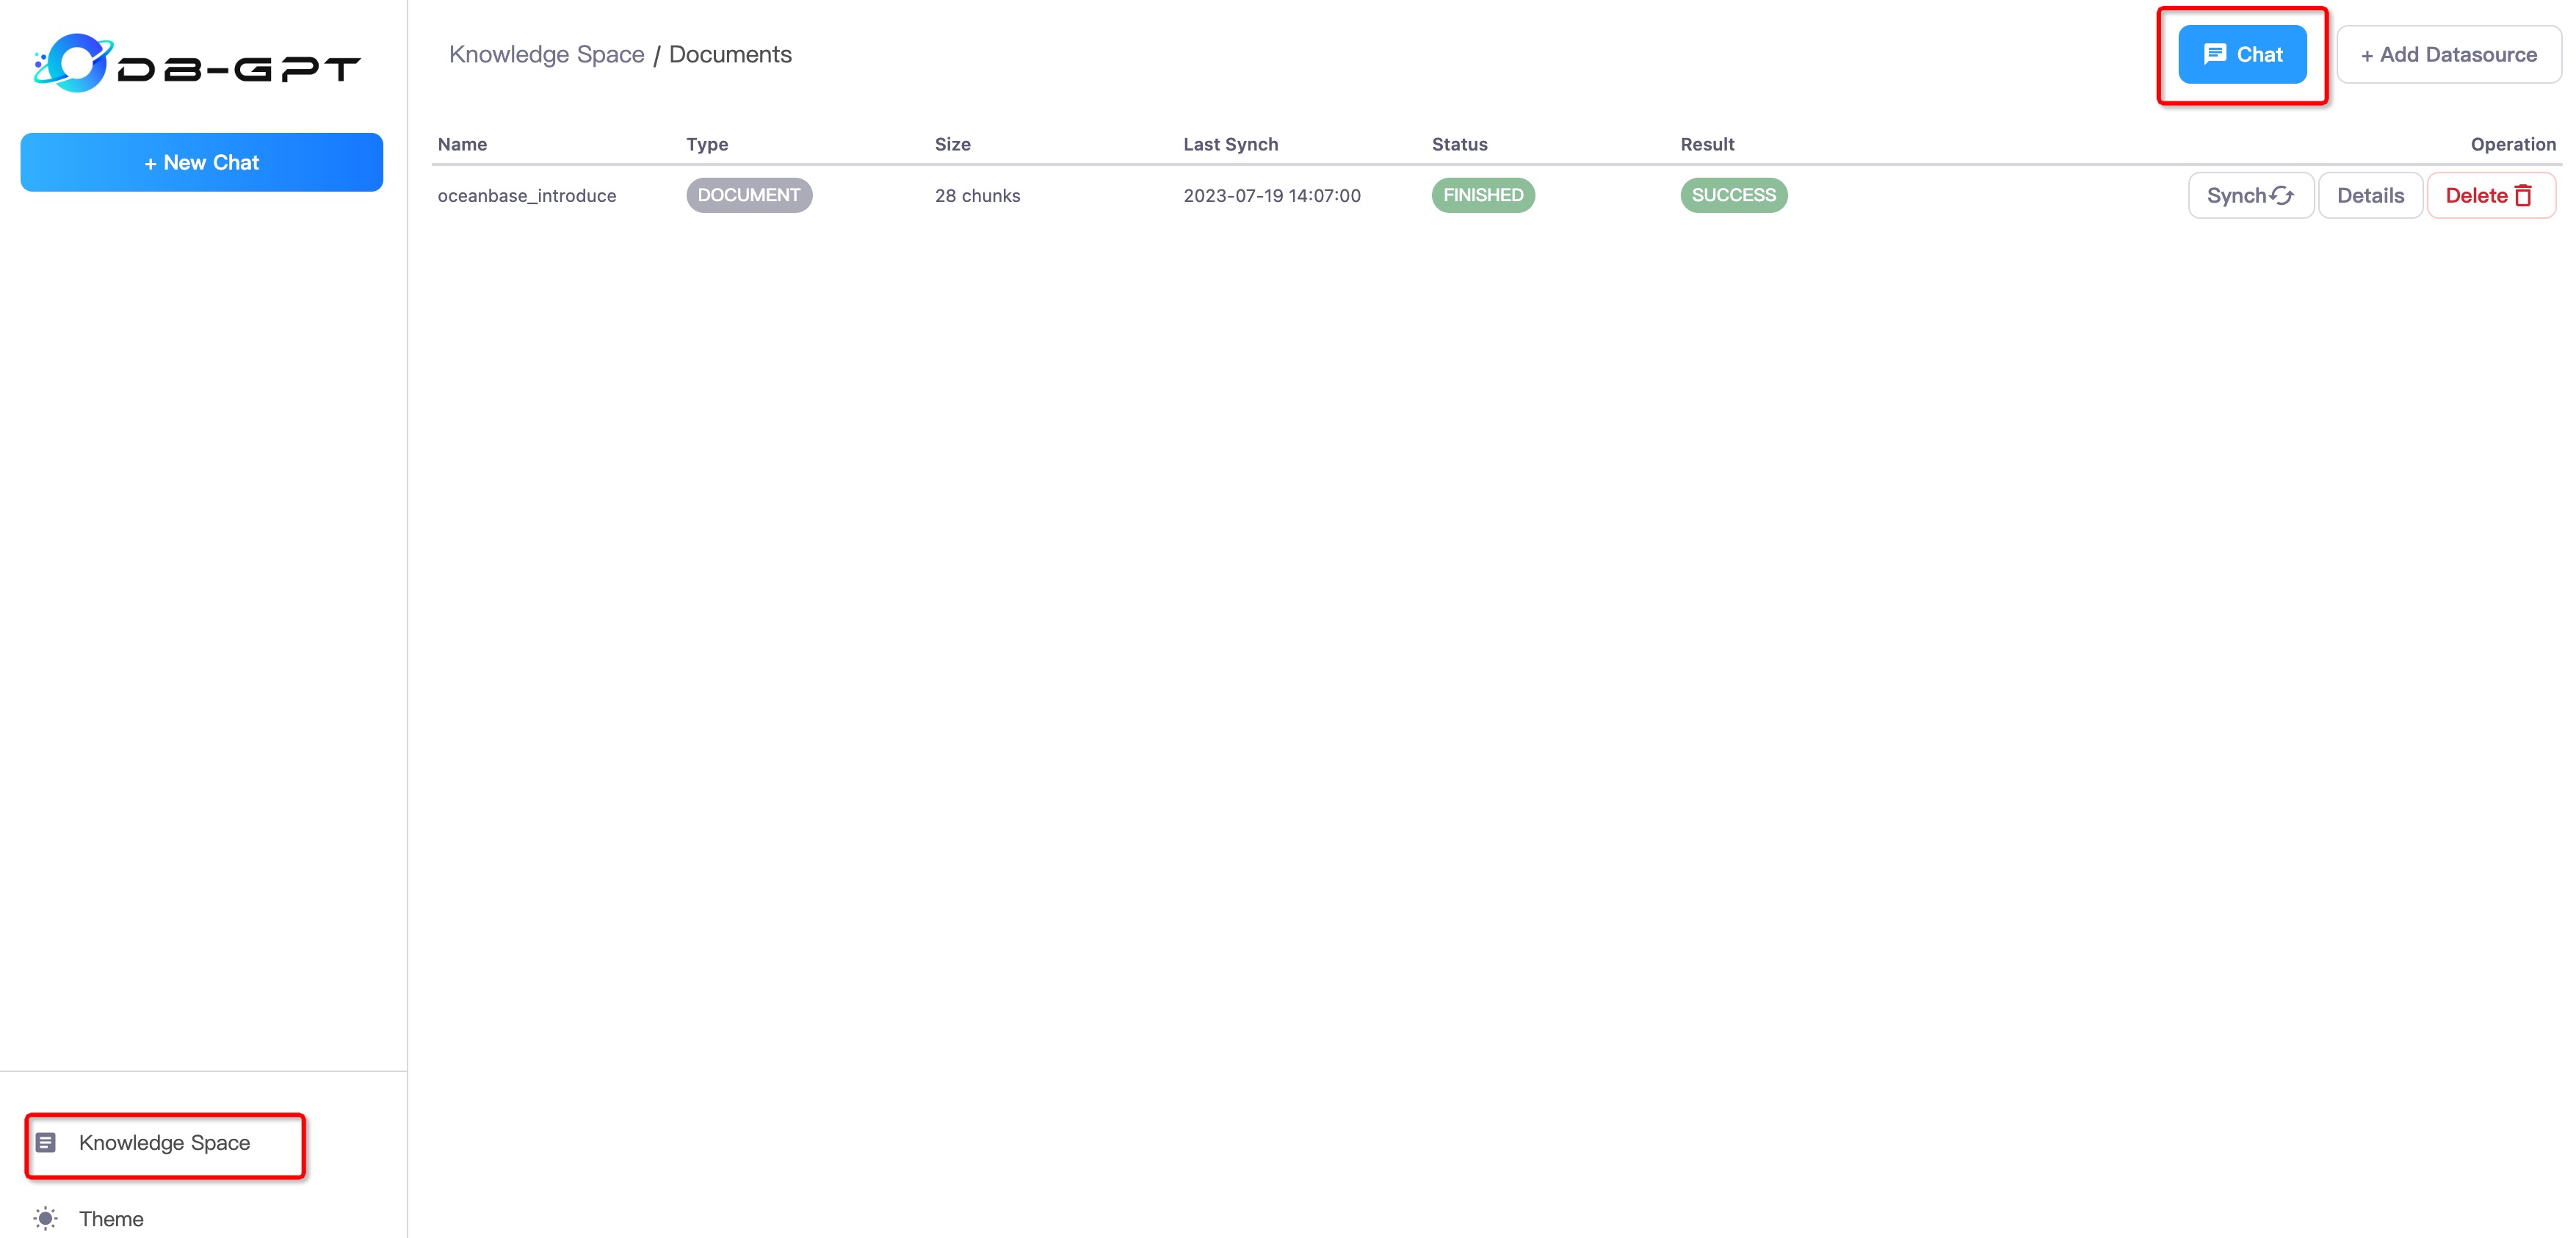 DB-GPT
+ New Chat
Knowledge Space / Documents
Chat
+ Add Datasource
Name Type Size Last Synch Status Result Operation
oceanbase_introduce DOCUMENT 28 chunks 2023-07-19 14:07:00 FINISHED SUCCESS Synch Details Delete
Knowledge Space
Theme